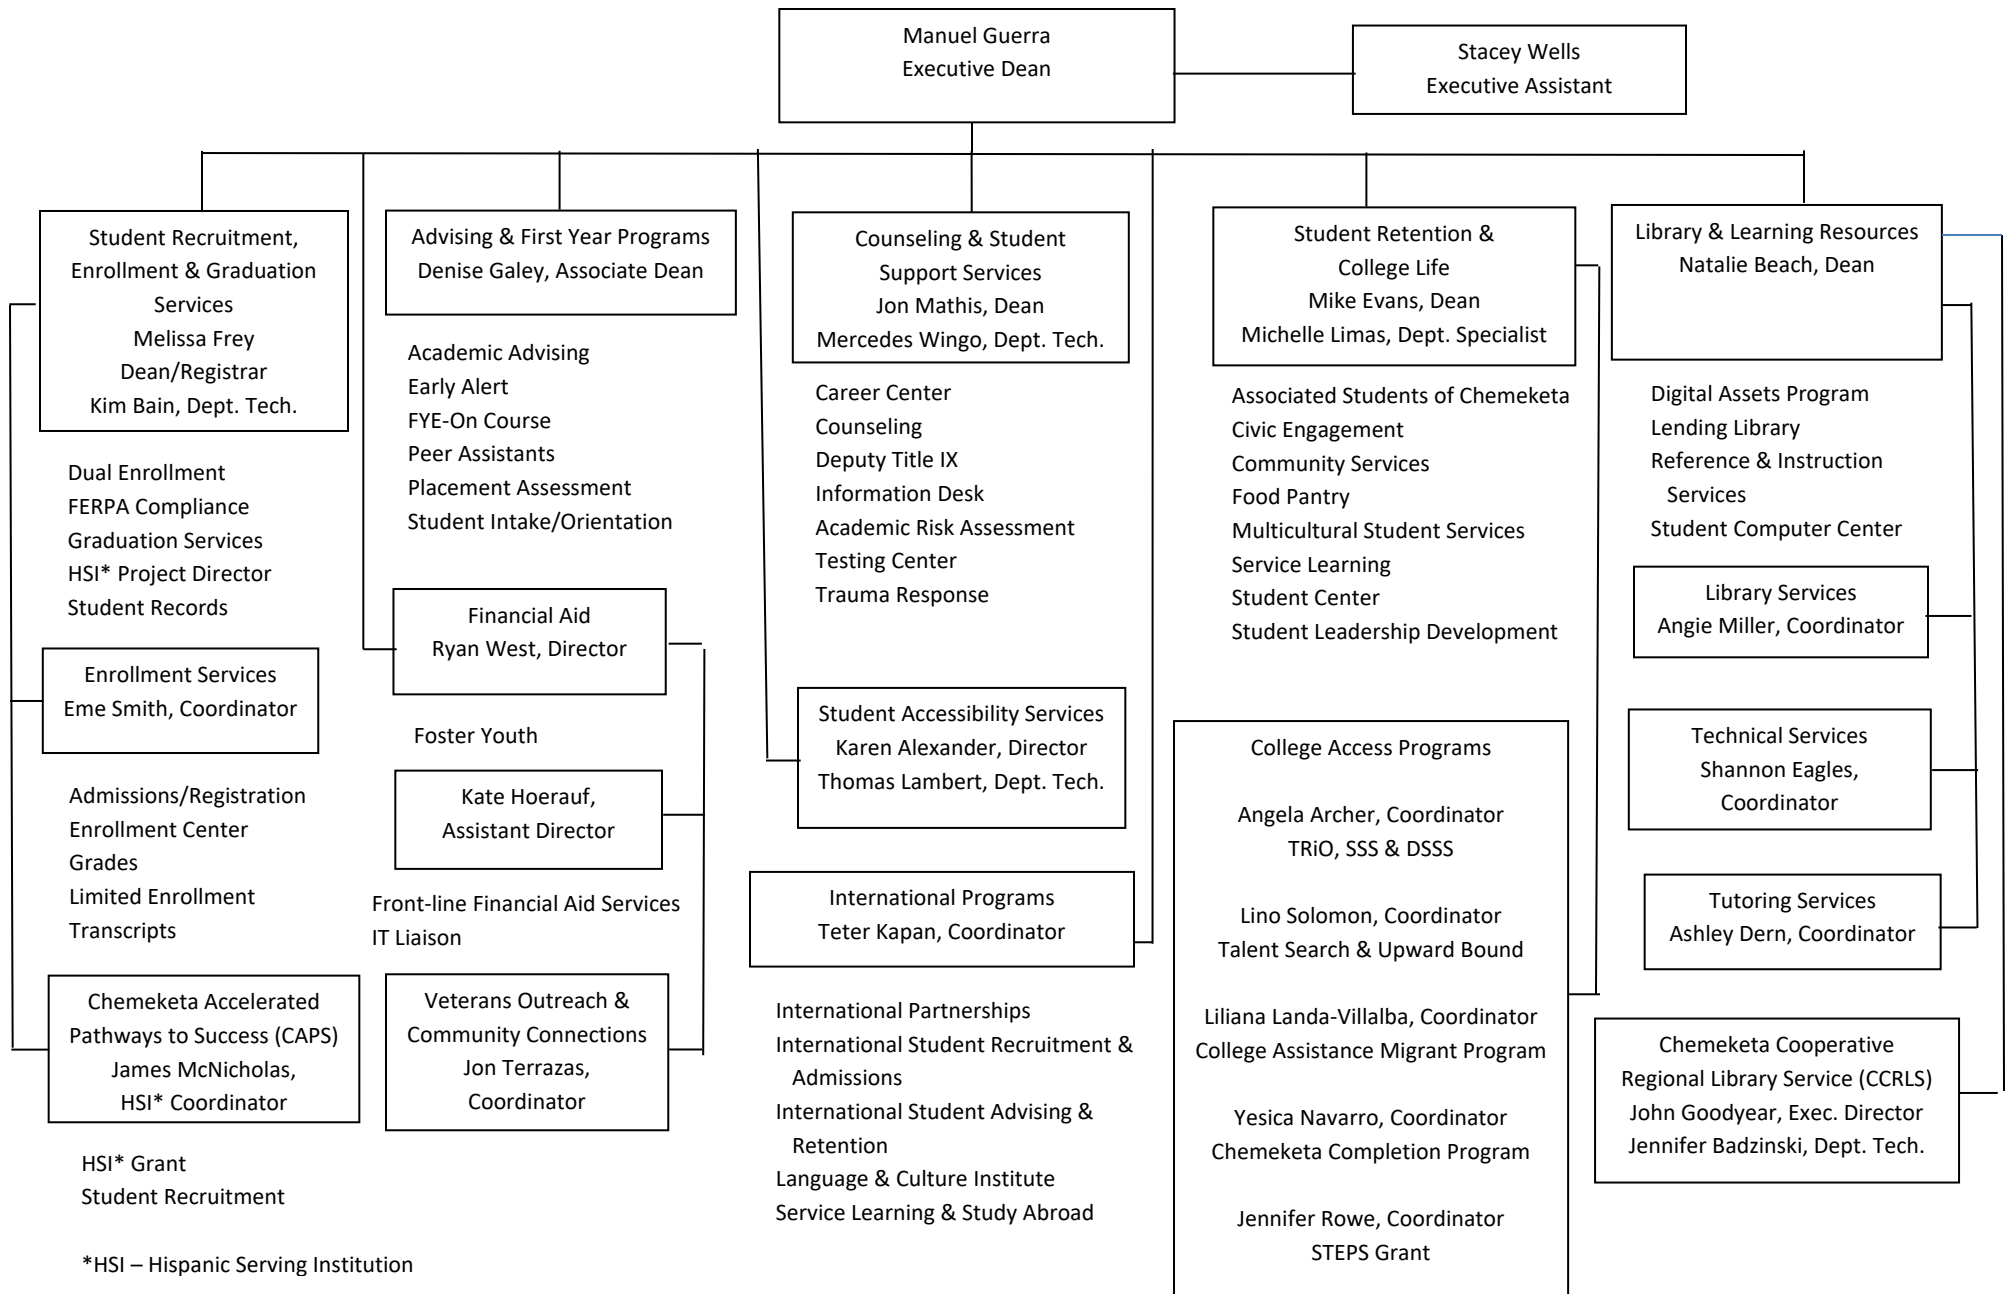 Manuel Guerra
Executive Dean
Stacey Wells
Executive Assistant
Student Recruitment,
Enrollment & Graduation
Services
Melissa Frey
Dean/Registrar
Kim Bain, Dept. Tech.
Dual Enrollment
FERPA Compliance
Graduation Services
HSI* Project Director
Student Records
Enrollment Services
Eme Smith, Coordinator
Admissions/Registration
Enrollment Center
Grades
Limited Enrollment
Transcripts
Chemeketa Accelerated
Pathways to Success (CAPS)
James McNicholas,
HSI* Coordinator
HSI* Grant
Student Recruitment
*HSI – Hispanic Serving Institution
Advising & First Year Programs
Denise Galey, Associate Dean
Academic Advising
Early Alert
FYE-On Course
Peer Assistants
Placement Assessment
Student Intake/Orientation
Financial Aid
Ryan West, Director
Foster Youth
Kate Hoerauf,
Assistant Director
Front-line Financial Aid Services
IT Liaison
Veterans Outreach &
Community Connections
Jon Terrazas,
Coordinator
Counseling & Student
Support Services
Jon Mathis, Dean
Mercedes Wingo, Dept. Tech.
Career Center
Counseling
Deputy Title IX
Information Desk
Academic Risk Assessment
Testing Center
Trauma Response
Student Accessibility Services
Karen Alexander, Director
Thomas Lambert, Dept. Tech.
International Programs
Teter Kapan, Coordinator
International Partnerships
International Student Recruitment &
Admissions
International Student Advising &
Retention
Language & Culture Institute
Service Learning & Study Abroad
Student Retention &
College Life
Mike Evans, Dean
Michelle Limas, Dept. Specialist
Associated Students of Chemeketa
Civic Engagement
Community Services
Food Pantry
Multicultural Student Services
Service Learning
Student Center
Student Leadership Development
College Access Programs
Angela Archer, Coordinator
TRiO, SSS & DSSS
Lino Solomon, Coordinator
Talent Search & Upward Bound
Liliana Landa-Villalba, Coordinator
College Assistance Migrant Program
Yesica Navarro, Coordinator
Chemeketa Completion Program
Jennifer Rowe, Coordinator
STEPS Grant
Library & Learning Resources
Natalie Beach, Dean
Digital Assets Program
Lending Library
Reference & Instruction
Services
Student Computer Center
Library Services
Angie Miller, Coordinator
Technical Services
Shannon Eagles,
Coordinator
Tutoring Services
Ashley Dern, Coordinator
Chemeketa Cooperative
Regional Library Service (CCRLS)
John Goodyear, Exec. Director
Jennifer Badzinski, Dept. Tech.